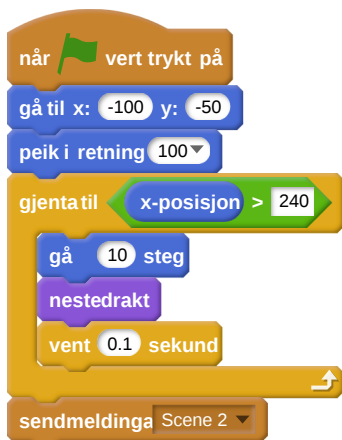 når vert trykt på
gå til x: -100 y: -50
peik i retning 100
gjenta til x-posisjon > 240
gå 10 steg
nestedrakt
vent 0.1 sekund
sendmeldinga Scene 2